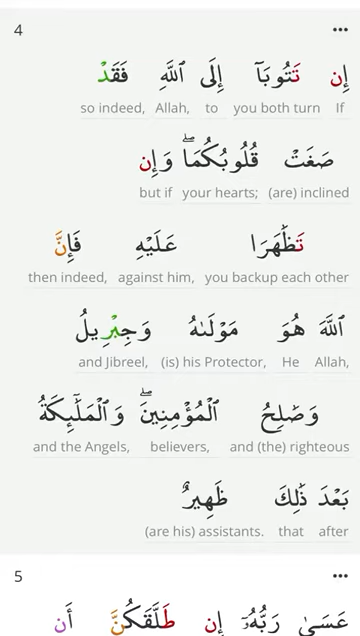 4
إِن تَتُوبَآ إِلَى ٱللَّهِ فَقَدْ
If you both turn to Allah, so indeed,
صَغَتْ قُلُوبُكُمَا ۖ وَإِن
(are) inclined your hearts; but if
تَظَٰهَرَا عَلَيْهِ فَإِنَّ
you backup each other against him, then indeed,
ٱللَّهَ هُوَ مَوْلَىٰهُ وَجِبْرِيلُ
Allah, He (is) his Protector, and Jibreel,
وَصَٰلِحُ ٱلْمُؤْمِنِينَ ۖ وَٱلْمَلَٰٓئِكَةُ
and (the) righteous believers, and the Angels,
بَعْدَ ذَٰلِكَ ظَهِيرٌ
after that (are his) assistants.
5
عَسَىٰ رَبُّهُۥٓ إِن طَلَّقَكُنَّ أَن